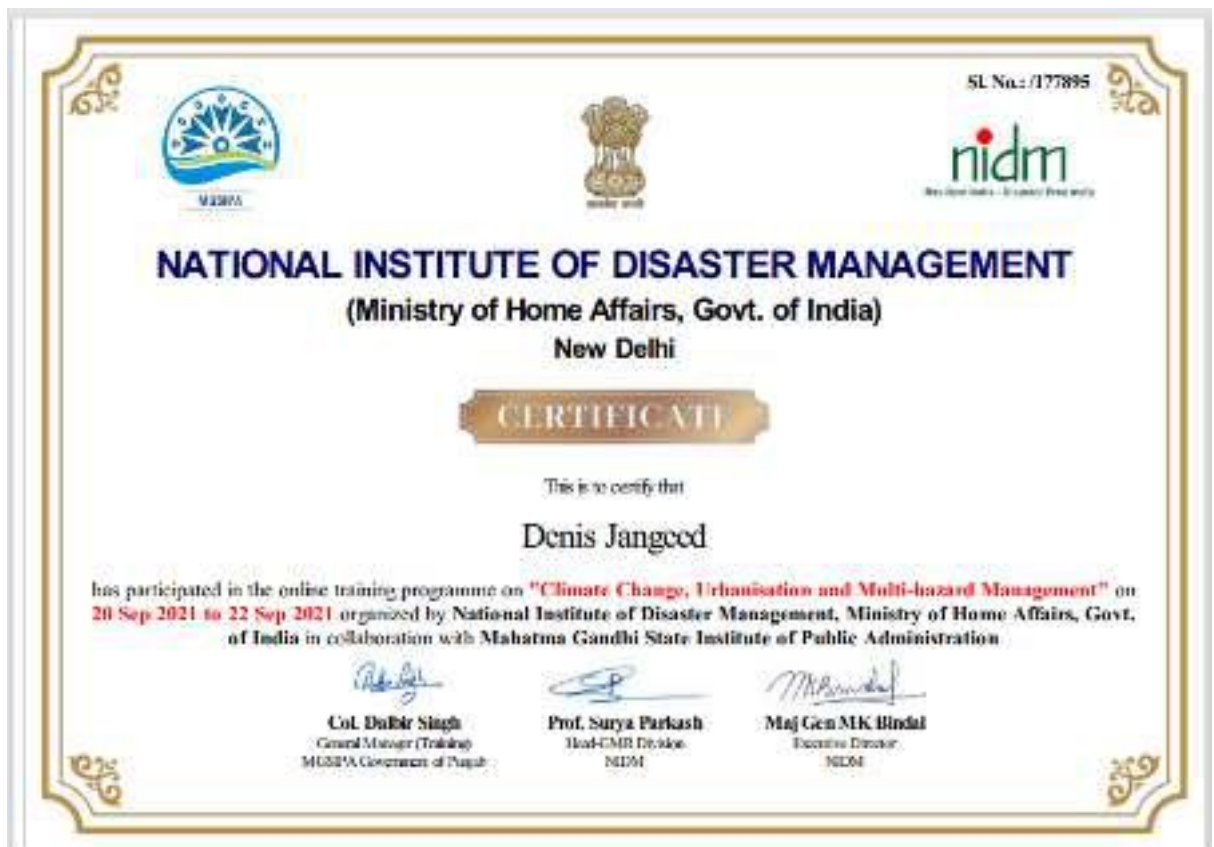 Sl. No.: /177895
MGSIPA
nidm
NATIONAL INSTITUTE OF DISASTER MANAGEMENT
(Ministry of Home Affairs, Govt. of India)
New Delhi
CERTIFICATE
This is to certify that
Denis Jangeed
has participated in the online training programme on "Climate Change, Urbanisation and Multi-hazard Management" on
20 Sep 2021 to 22 Sep 2021 organized by National Institute of Disaster Management, Ministry of Home Affairs, Govt.
of India in collaboration with Mahatma Gandhi State Institute of Public Administration
Col. Dalbir Singh Prof. Surya Parkash Maj Gen MK Bindal
General Manager (Training) Head-GMR Division Executive Director
MGSIPA Government of Punjab NIDM NIDM